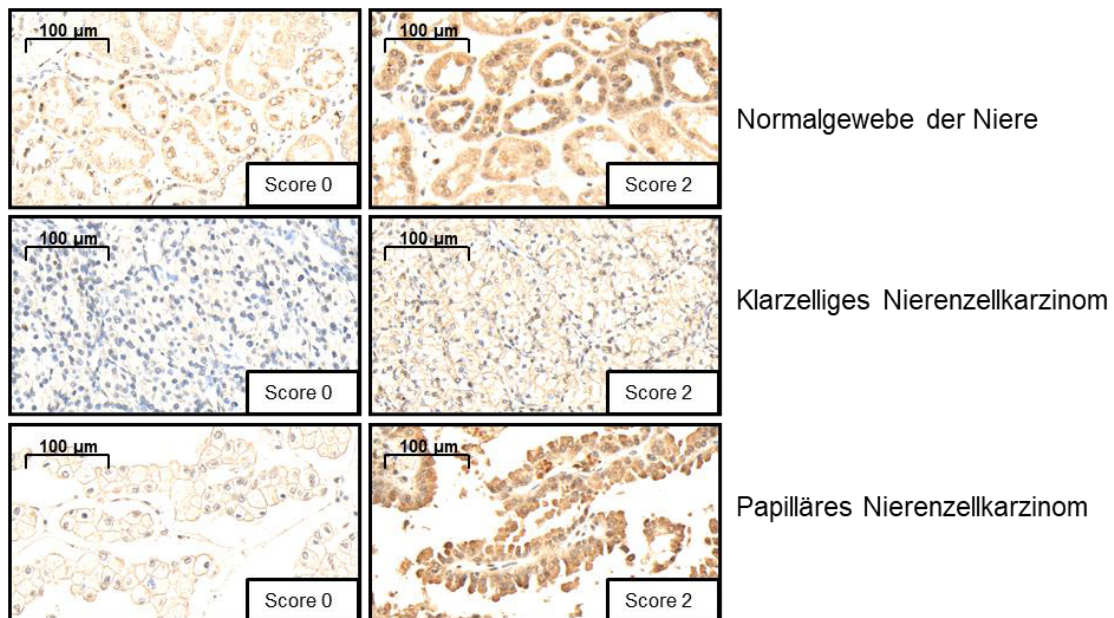 100 µm
Score 0
100 µm
Score 2
Normalgewebe der Niere
100 µm
Score 0
100 µm
Score 2
Klarzelliges Nierenzellkarzinom
100 µm
Score 0
100 µm
Score 2
Papilläres Nierenzellkarzinom